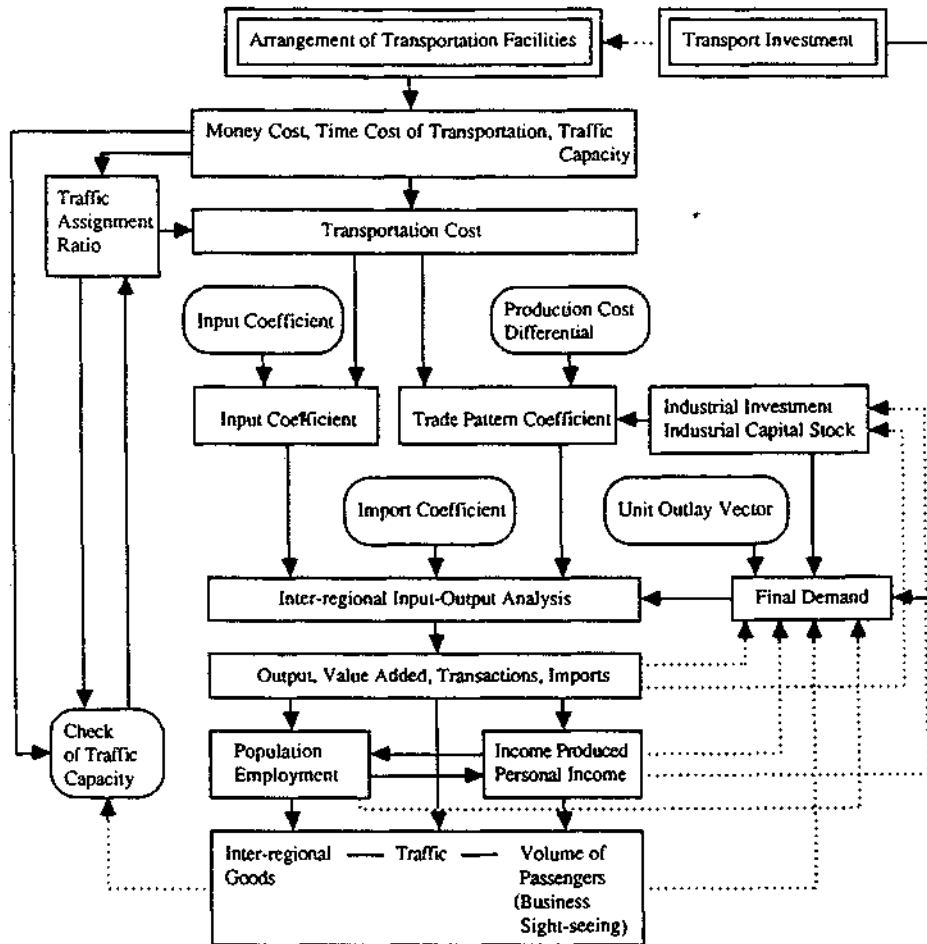 Arrangement of Transportation Facilities
Transport Investment
Money Cost, Time Cost of Transportation, Traffic
Capacity
Traffic
Assignment
Ratio
Transportation Cost
Input Coefficient
Production Cost
Differential
Input Coefficient
Trade Pattern Coefficient
Industrial Investment
Industrial Capital Stock
Import Coefficient
Unit Outlay Vector
Inter-regional Input-Output Analysis
Final Demand
Output, Value Added, Transactions, Imports
Check
of Traffic
Capacity
Population
Employment
Income Produced
Personal Income
Inter-regional — Traffic — Volume of
Goods Passengers
(Business
Sight-seeing)